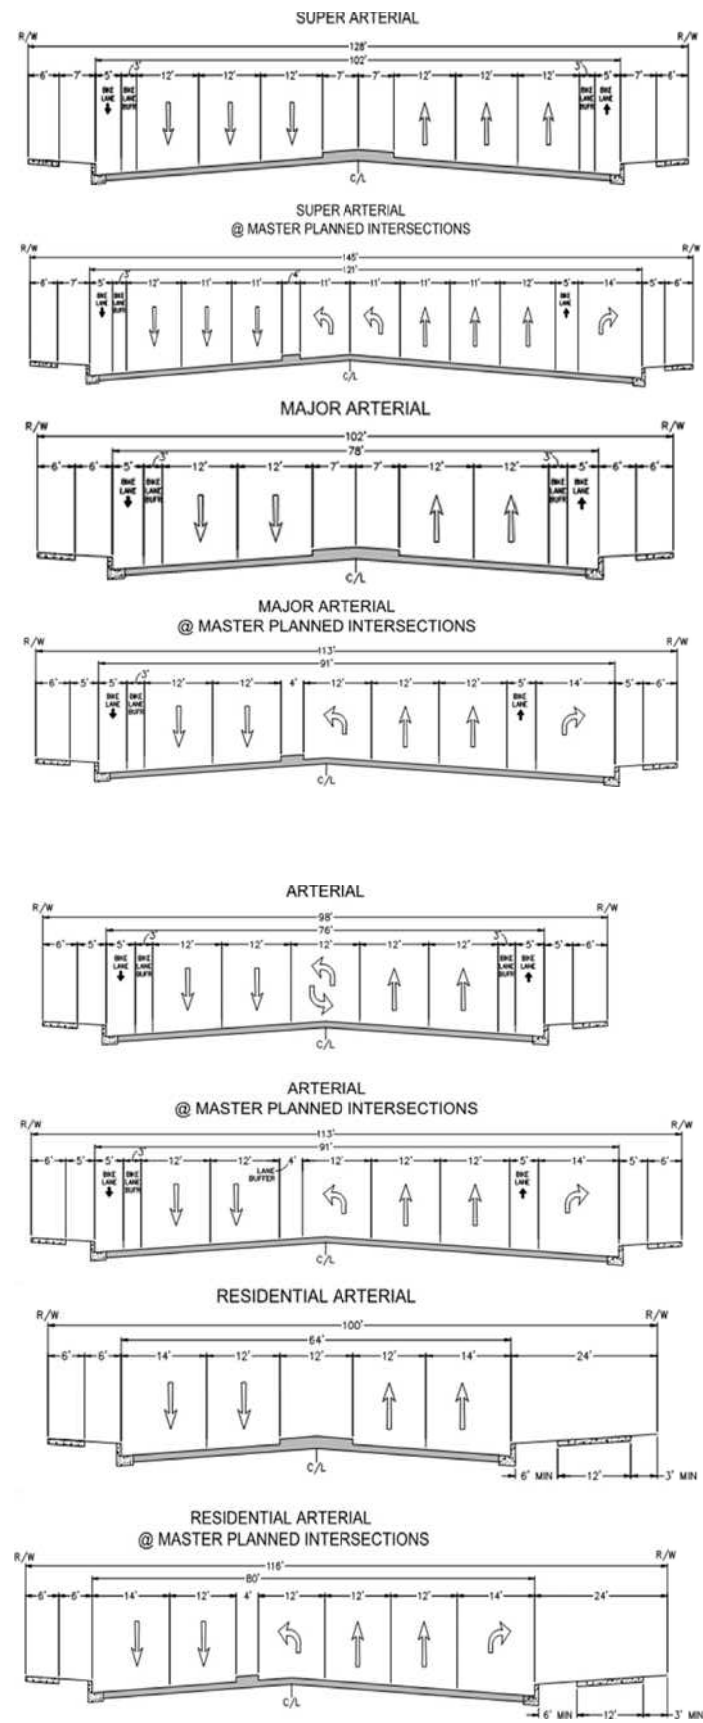 SUPER ARTERIAL
R/W R/W
128'
102'
6' 7' 5' 3' 12' 12' 12' 7' 7' 12' 12' 12' 3' 5' 7' 6'
BIKE LANE BIKE LANE BUFR BIKE LANE BUFR BIKE LANE
C/L
SUPER ARTERIAL
@ MASTER PLANNED INTERSECTIONS
R/W R/W
145'
121'
6' 7' 5' 3' 12' 11' 11' 4' 11' 11' 11' 11' 12' 5' 14' 5' 6'
BIKE LANE BIKE LANE BUFR BIKE LANE
C/L
MAJOR ARTERIAL
R/W R/W
102'
78'
6' 6' 5' 3' 12' 12' 7' 7' 12' 12' 3' 5' 6' 6'
BIKE LANE BIKE LANE BUFR BIKE LANE BUFR BIKE LANE
C/L
MAJOR ARTERIAL
@ MASTER PLANNED INTERSECTIONS
R/W R/W
113'
91'
6' 5' 5' 3' 12' 12' 4' 12' 12' 12' 5' 14' 5' 6'
BIKE LANE BIKE LANE BUFR BIKE LANE
C/L
ARTERIAL
R/W R/W
98'
76'
6' 5' 5' 3' 12' 12' 12' 12' 12' 3' 5' 5' 6'
BIKE LANE BIKE LANE BUFR BIKE LANE BUFR BIKE LANE
C/L
ARTERIAL
@ MASTER PLANNED INTERSECTIONS
R/W R/W
113'
91'
6' 5' 5' 3' 12' 12' 4' 12' 12' 12' 5' 14' 5' 6'
BIKE LANE BIKE LANE BUFR LANE BUFFER BIKE LANE
C/L
RESIDENTIAL ARTERIAL
R/W R/W
100'
64'
6' 6' 14' 12' 12' 12' 14' 24'
C/L
6' MIN 12' 3' MIN
RESIDENTIAL ARTERIAL
@ MASTER PLANNED INTERSECTIONS
R/W R/W
116'
80'
6' 6' 14' 12' 4' 12' 12' 12' 14' 24'
C/L
6' MIN 12' 3' MIN